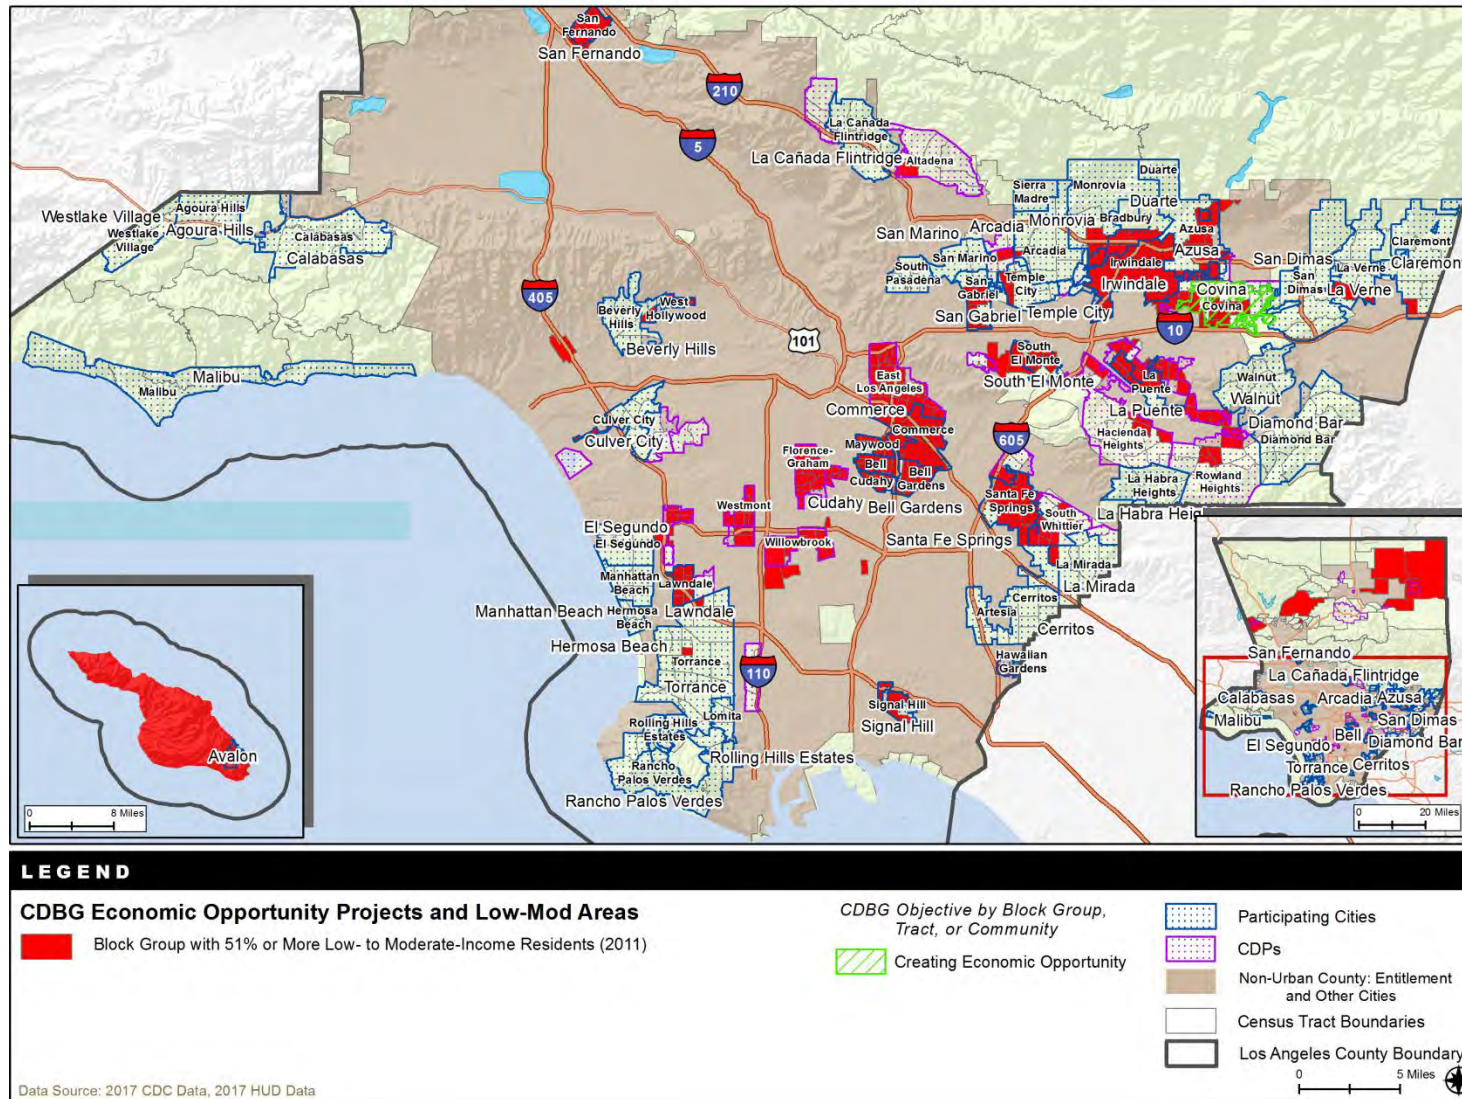 San
Fernando
San Fernando
210
5
La Cañada
Flintridge
La Cañada Flintridge
Altadena
Duarte
Sierra
Madre
Monrovia
Duarte
Arcadia
Monrovia
Bradbury
San Marino
Azusa
Azusa
Claremont
Claremont
San Dimas
La Verne
San
Dimas
La Verne
Arcadia
Irwindale
Irwindale
San Marino
South
Pasadena
San
Gabriel
Temple
City
San Gabriel
Temple City
Covina
Covina
10
Agoura Hills
Westlake Village
Westlake
Village
Agoura Hills
Calabasas
Calabasas
405
West
Hollywood
Beverly
Hills
Beverly Hills
101
Malibu
Malibu
South
El Monte
South El Monte
East
Los Angeles
La
Puente
La Puente
Walnut
Walnut
Diamond Bar
Diamond Bar
Commerce
Commerce
Culver City
Culver City
605
Hacienda
Heights
Maywood
Florence-
Graham
Bell
Cudahy
Bell
Gardens
Cudahy
Bell Gardens
La Habra
Heights
Rowland
Heights
La Habra Heig
Santa Fe
Springs
South
Whittier
Santa Fe Springs
Westmont
El Segundo
El Segundo
Willowbrook
La Mirada
La Mirada
Manhattan
Beach
Lawndale
Manhattan Beach
Lawndale
Hermosa
Beach
Hermosa Beach
Cerritos
Artesia
Cerritos
Hawaiian
Gardens
Torrance
Torrance
110
Lomita
Rolling Hills
Estates
Rolling Hills Estates
Signal Hill
Signal Hill
Rancho
Palos Verdes
Rancho Palos Verdes
Avalon
0 8 Miles
San Fernando
La Cañada Flintridge
Calabasas
Arcadia
Azusa
Malibu
San Dimas
Bell
El Segundo
Diamond Bar
Torrance
Cerritos
Rancho Palos Verdes
0 20 Miles
LEGEND
CDBG Economic Opportunity Projects and Low-Mod Areas
Block Group with 51% or More Low- to Moderate-Income Residents (2011)
CDBG Objective by Block Group,
Tract, or Community
Creating Economic Opportunity
Participating Cities
CDPs
Non-Urban County: Entitlement
and Other Cities
Census Tract Boundaries
Los Angeles County Boundary
0 5 Miles
Data Source: 2017 CDC Data, 2017 HUD Data